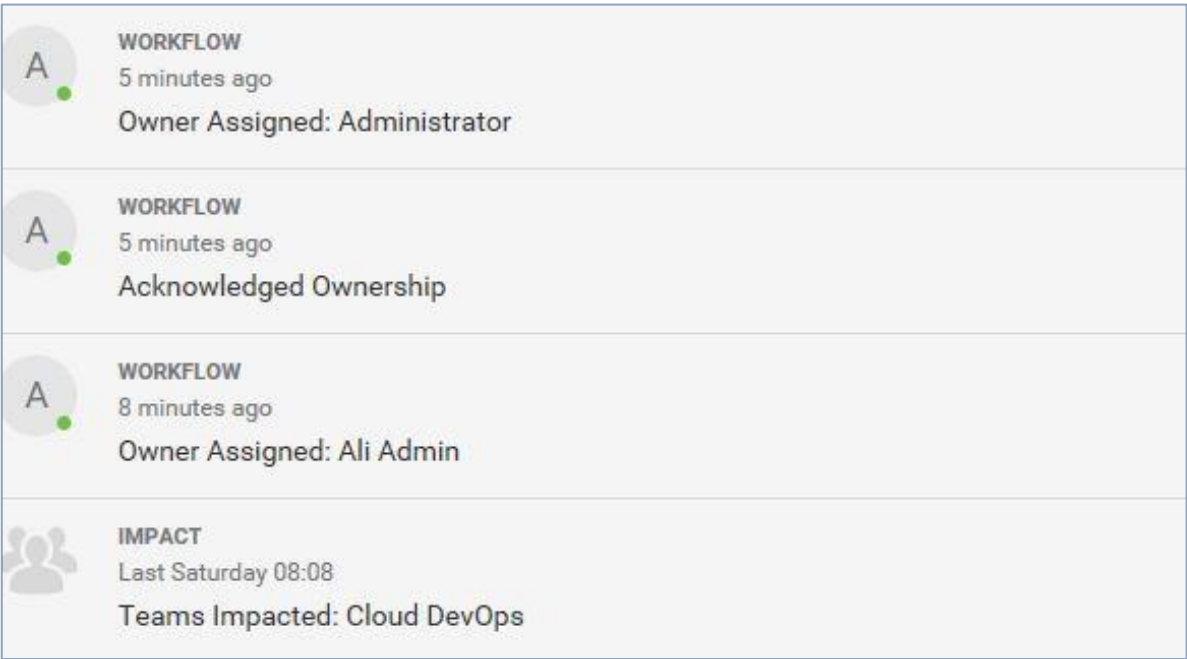 A
WORKFLOW
5 minutes ago
Owner Assigned: Administrator
A
WORKFLOW
5 minutes ago
Acknowledged Ownership
A
WORKFLOW
8 minutes ago
Owner Assigned: Ali Admin
IMPACT
Last Saturday 08:08
Teams Impacted: Cloud DevOps